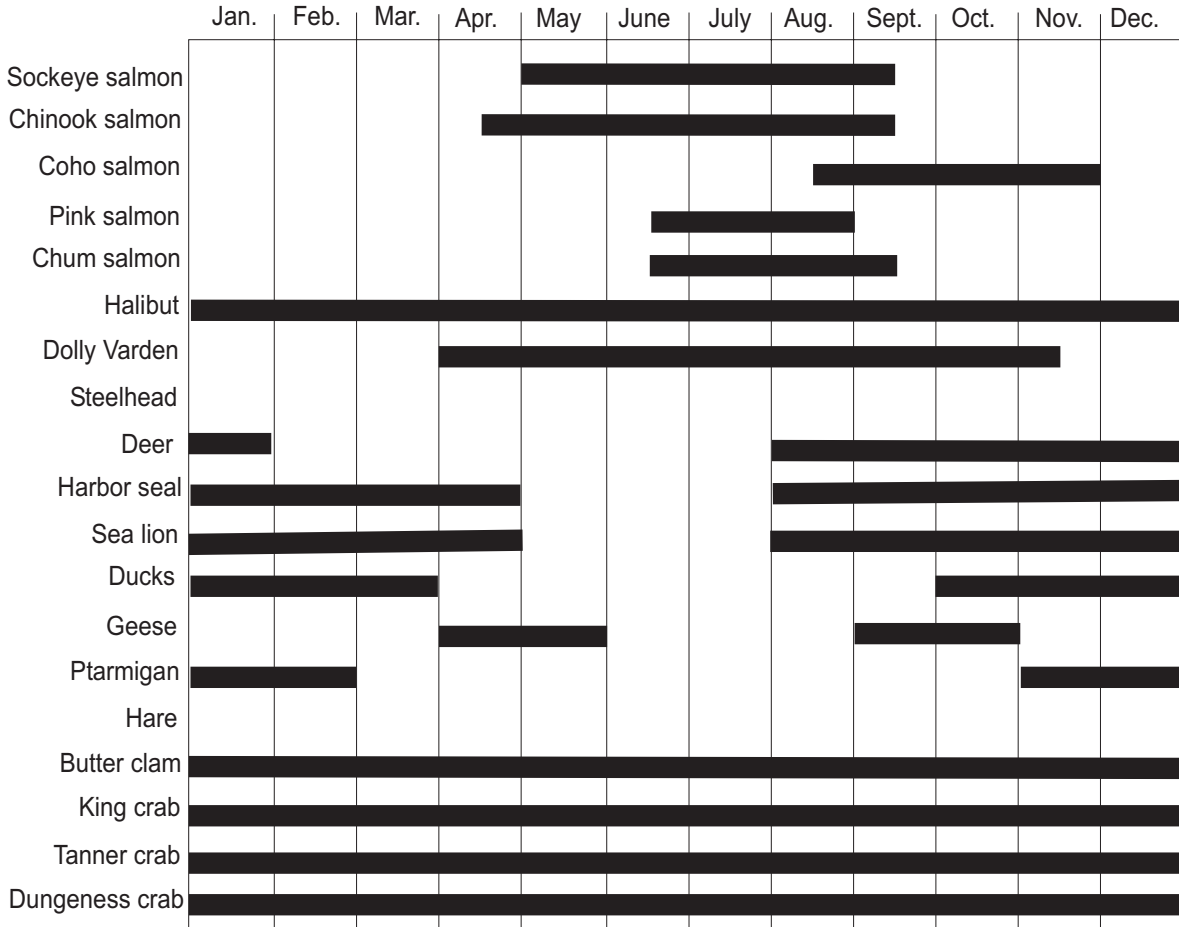 Jan. Feb. Mar. Apr. May June July Aug. Sept. Oct. Nov. Dec.
Sockeye salmon
Chinook salmon
Coho salmon
Pink salmon
Chum salmon
Halibut
Dolly Varden
Steelhead
Deer
Harbor seal
Sea lion
Ducks
Geese
Ptarmigan
Hare
Butter clam
King crab
Tanner crab
Dungeness crab